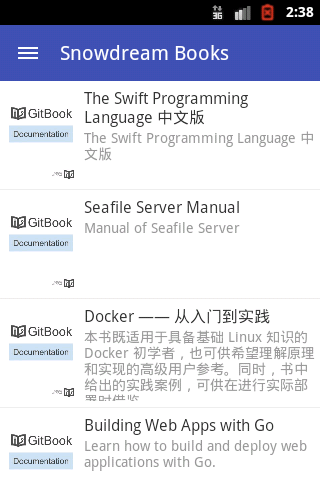 2:38
Snowdream Books
The Swift Programming
Language 中文版
The Swift Programming Language 中
文版
GitBook
Documentation
Seafile Server Manual
Manual of Seafile Server
GitBook
Documentation
Docker —— 从入门到实践
本书既适用于具备基础 Linux 知识的
Docker 初学者，也可供希望理解原理
和实现的高级用户参考。同时，书中
给出的实践案例，可供在进行实际部
署时借鉴
GitBook
Documentation
Building Web Apps with Go
Learn how to build and deploy web
applications with Go.
GitBook
Documentation